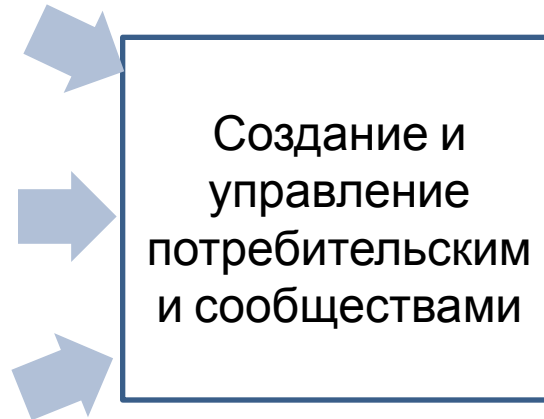 Создание и
управление
потребительским
и сообществами